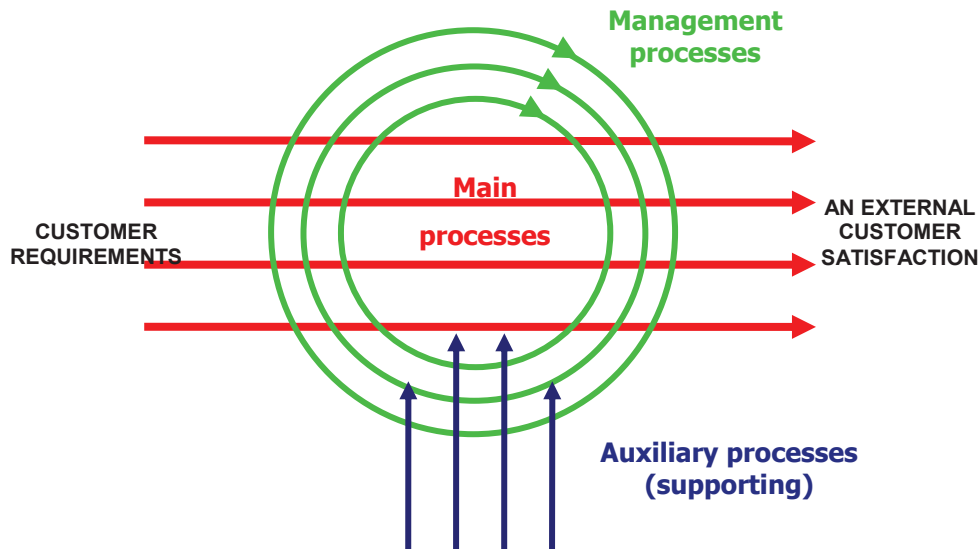 Management
processes
Main
processes
CUSTOMER
REQUIREMENTS
AN EXTERNAL
CUSTOMER
SATISFACTION
Auxiliary processes
(supporting)